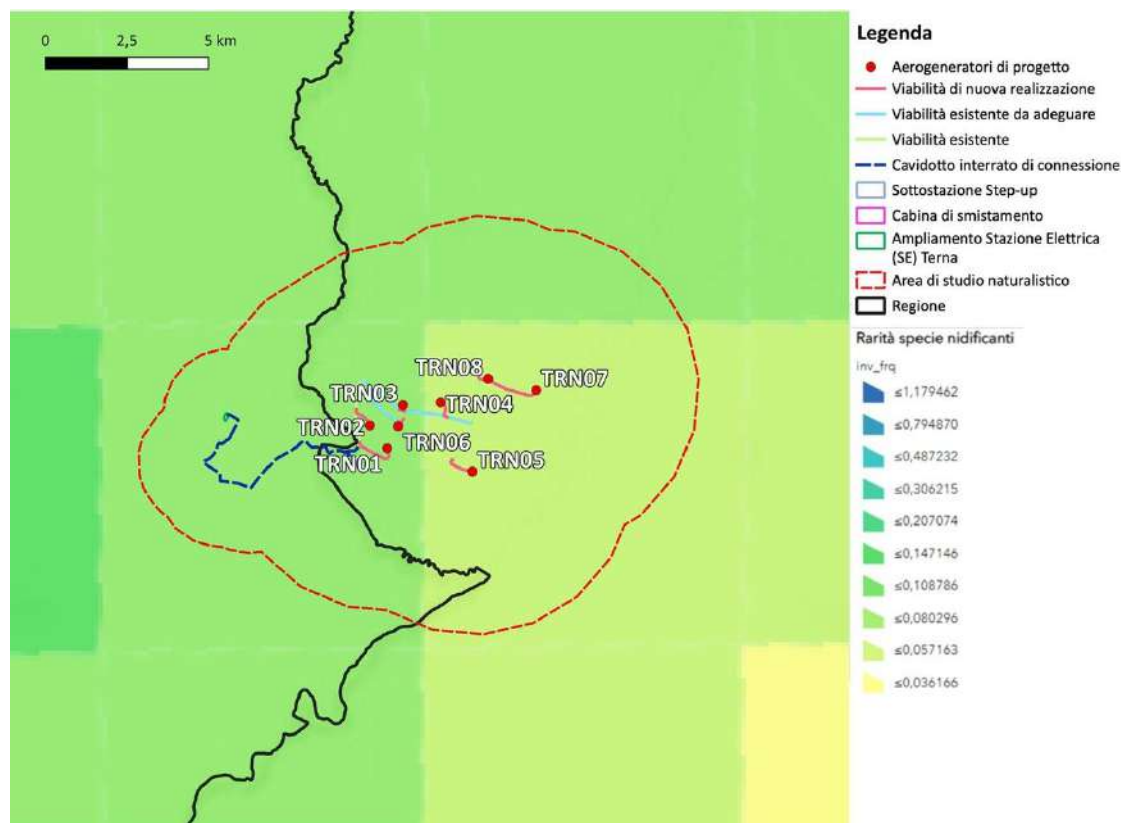 0 2,5 5 km
TRN08
TRN07
TRN03
TRN04
TRN02
TRN06
TRN01
TRN05
Legenda
Aerogeneratori di progetto
Viabilità di nuova realizzazione
Viabilità esistente da adeguare
Viabilità esistente
Cavidotto interrato di connessione
Sottostazione Step-up
Cabina di smistamento
Ampliamento Stazione Elettrica
(SE) Terna
Area di studio naturalistico
Regione
Rarità specie nidificanti
inv_frq
≤1,179462
≤0,794870
≤0,487232
≤0,306215
≤0,207074
≤0,147146
≤0,108786
≤0,080296
≤0,057163
≤0,036166